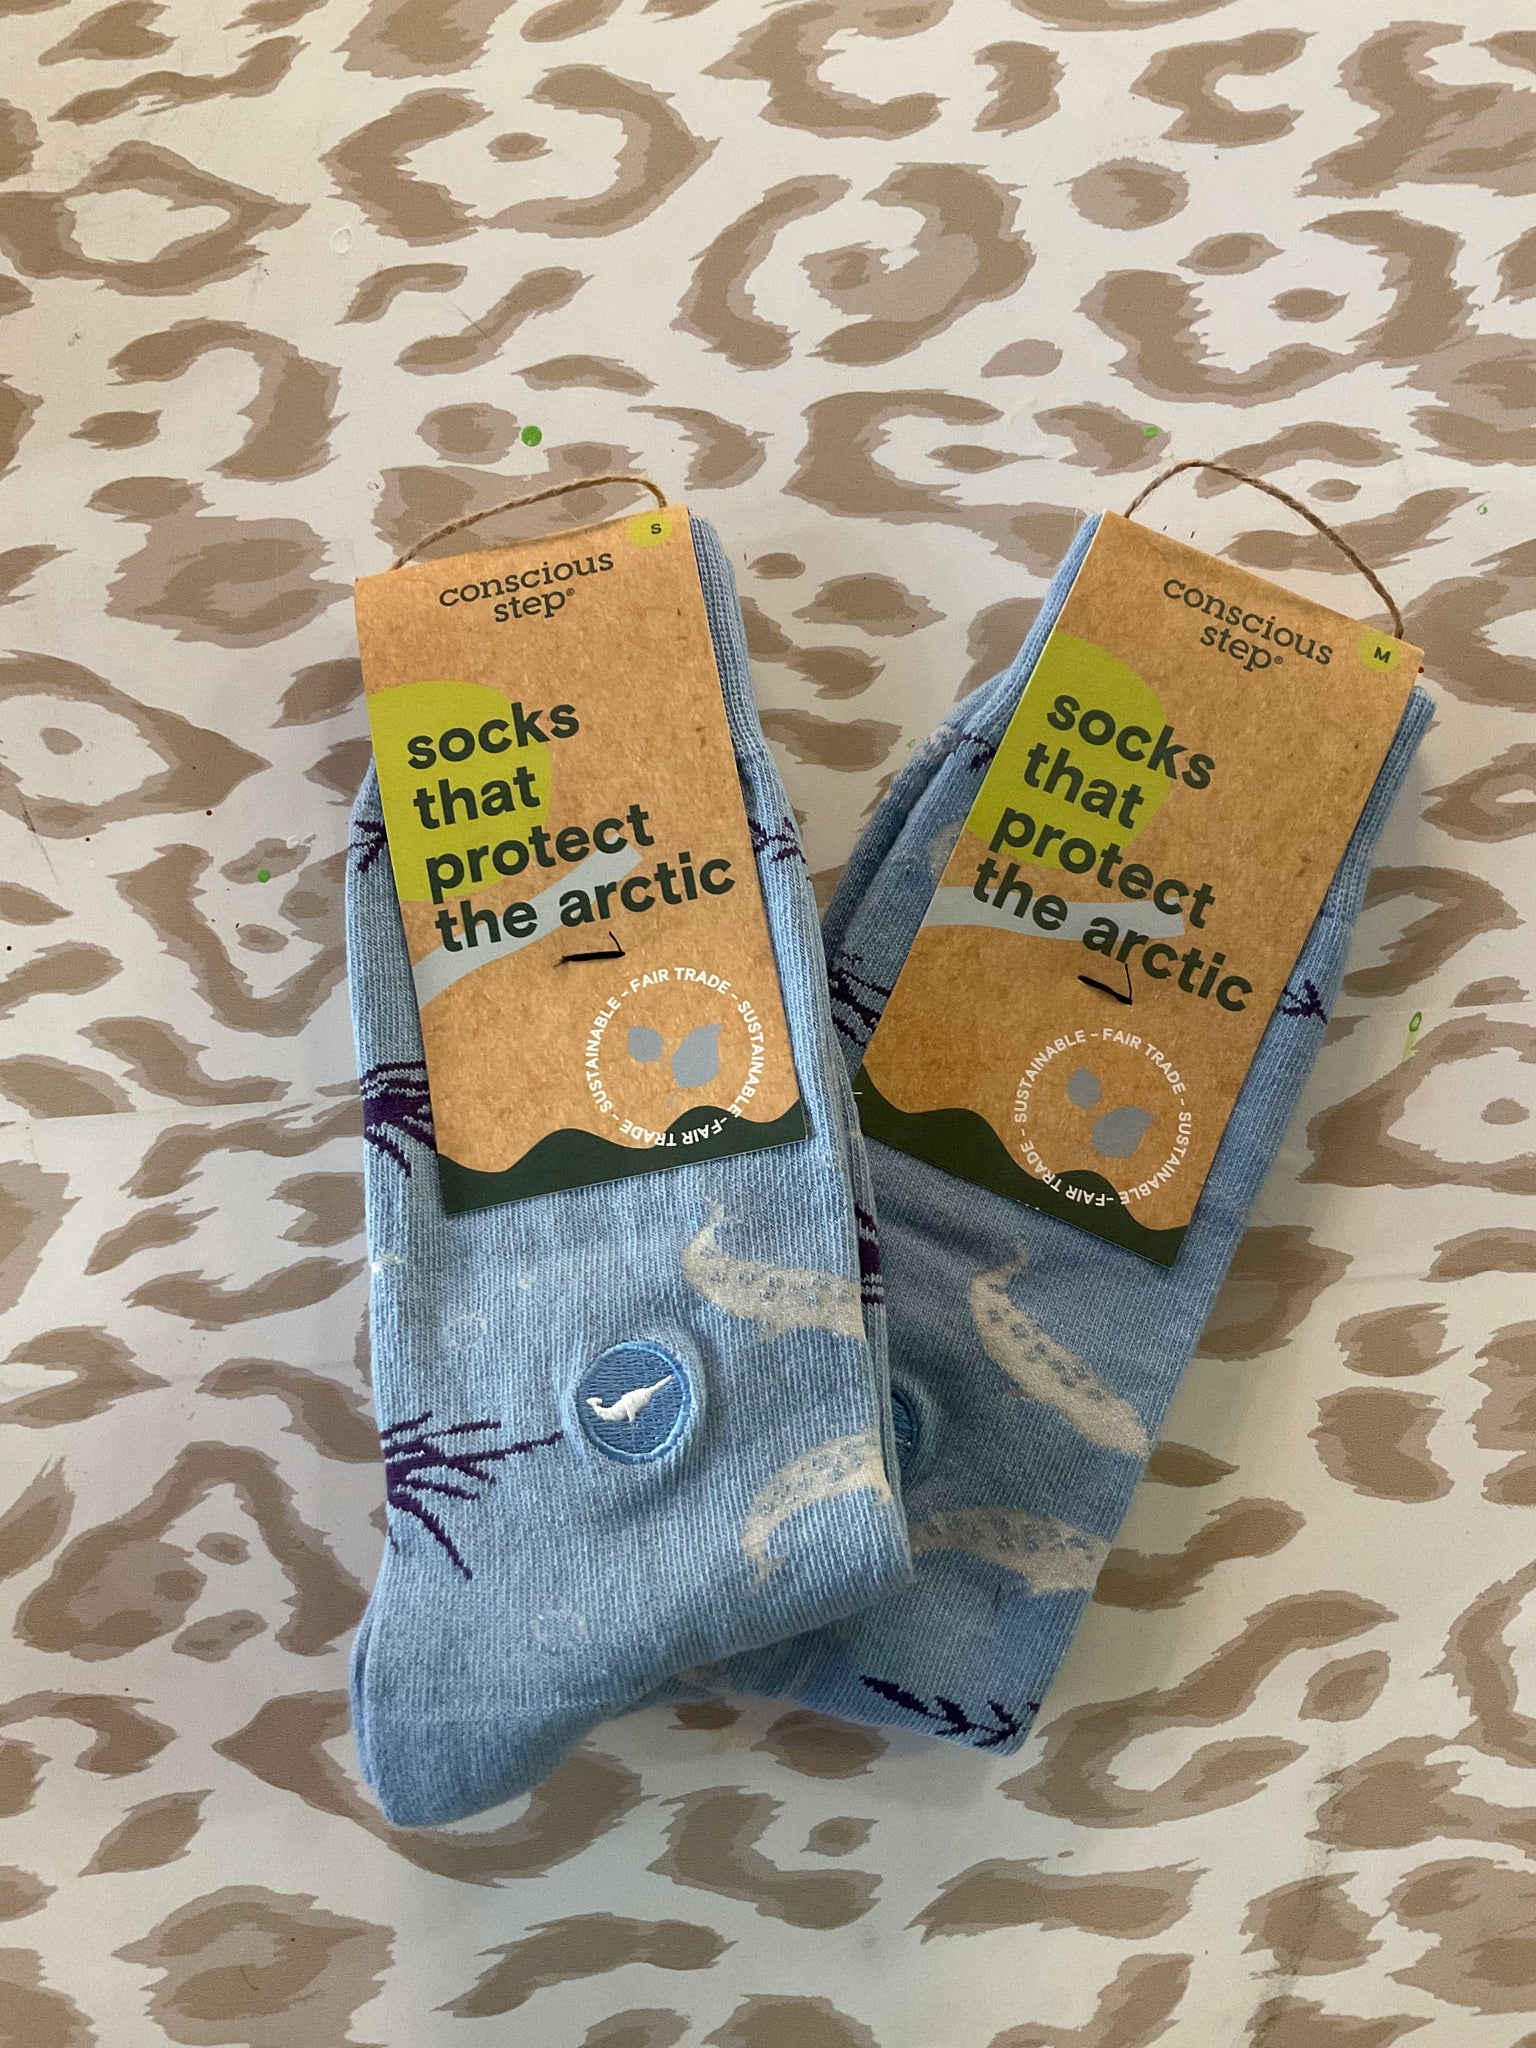 S
conscious
step®
socks
that
protect
the arctic
SUSTAINABLE - FAIR TRADE - SUSTAINABLE - FAIR TRADE -
M
conscious
step®
socks
that
protect
the arctic
SUSTAINABLE - FAIR TRADE - SUSTAINABLE - FAIR TRADE -